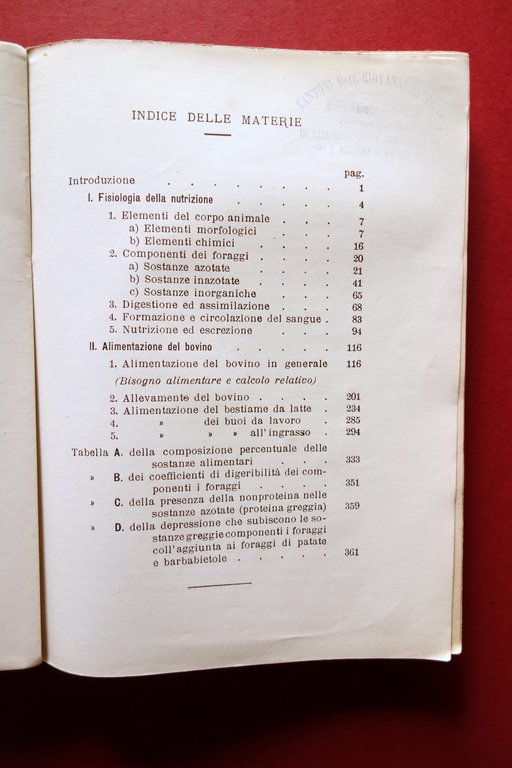 CANTONI Dott. GIOVANNI
INDICE DELLE MATERIE
pag.
Introduzione . . . . . . . 1
I. Fisiologia della nutrizione . . . . 4
1. Elementi del corpo animale . . . 7
a) Elementi morfologici . . . 7
b) Elementi chimici . . . . 16
2. Componenti dei foraggi . . . . 20
a) Sostanze azotate . . . . 21
b) Sostanze inazotate . . . . 41
c) Sostanze inorganiche . . . 65
3. Digestione ed assimilazione . . . 68
4. Formazione e circolazione del sangue . 83
5. Nutrizione ed escrezione . . . . 94
II. Alimentazione del bovino . . . . . 116
1. Alimentazione del bovino in generale 116
(Bisogno alimentare e calcolo relativo)
2. Allevamento del bovino . . . . 201
3. Alimentazione del bestiame da latte . 234
4. » dei buoi da lavoro . 285
5. » » » all'ingrasso . 294
Tabella A. della composizione percentuale delle
sostanze alimentari . . . 333
» B. dei coefficienti di digeribilità dei com-
ponenti i foraggi . . . . 351
» C. della presenza della nonproteina nelle
sostanze azotate (proteina greggia) 359
» D. della depressione che subiscono le so-
stanze greggie componenti i foraggi
coll'aggiunta ai foraggi di patate
e barbabietole . . . . . 361